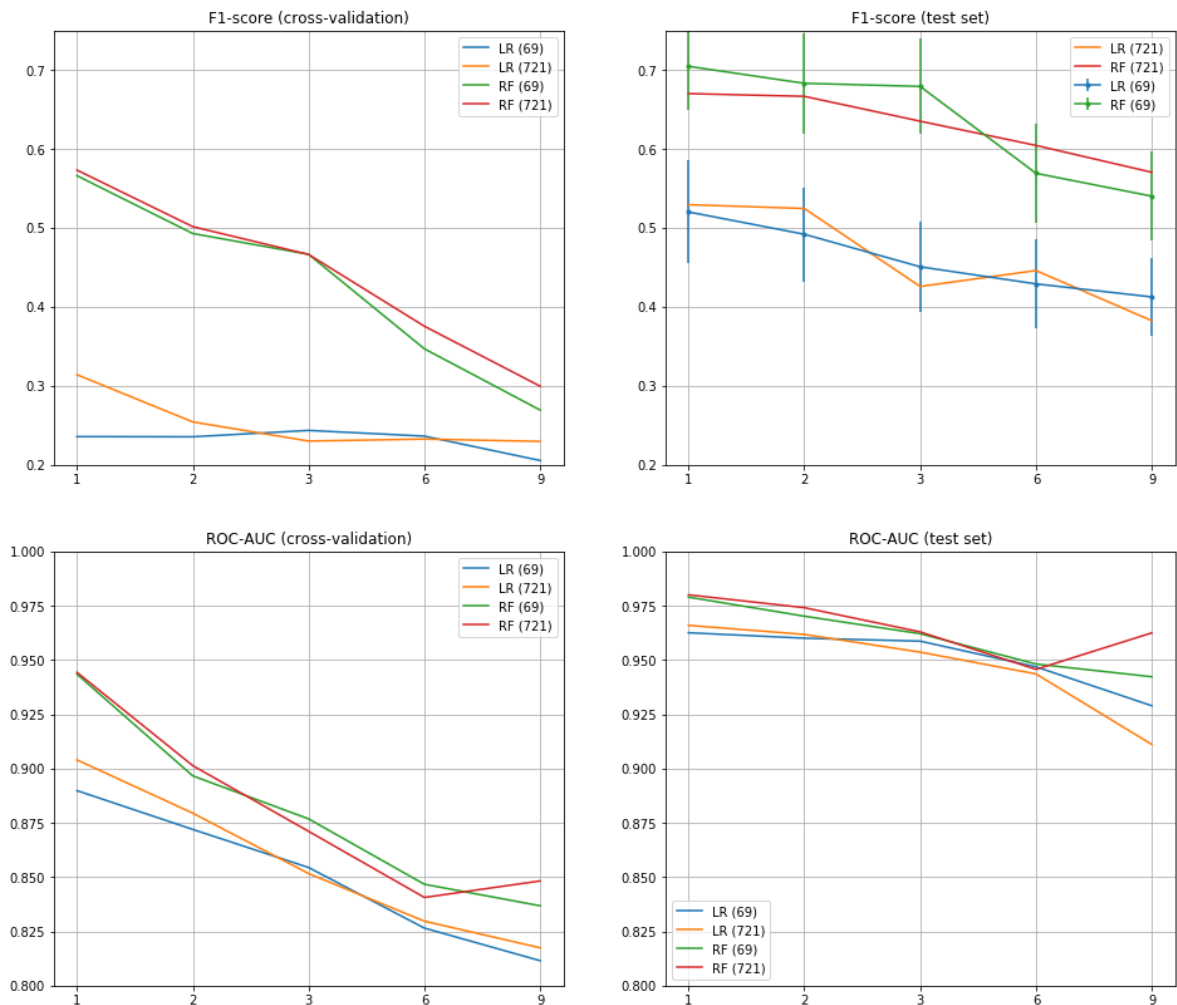 F1-score (cross-validation)
0.7
0.6
0.5
0.4
0.3
0.2
1 2 3 6 9
LR (69)
LR (721)
RF (69)
RF (721)
F1-score (test set)
0.7
0.6
0.5
0.4
0.3
0.2
1 2 3 6 9
LR (721)
RF (721)
LR (69)
RF (69)
ROC-AUC (cross-validation)
1.000
0.975
0.950
0.925
0.900
0.875
0.850
0.825
0.800
1 2 3 6 9
LR (69)
LR (721)
RF (69)
RF (721)
ROC-AUC (test set)
1.000
0.975
0.950
0.925
0.900
0.875
0.850
0.825
0.800
1 2 3 6 9
LR (69)
LR (721)
RF (69)
RF (721)